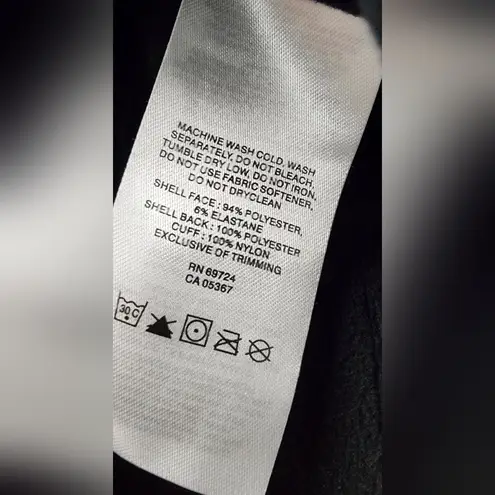 MACHINE WASH COLD, WASH
SEPARATELY, DO NOT BLEACH,
TUMBLE DRY LOW, DO NOT IRON,
DO NOT USE FABRIC SOFTENER,
DO NOT DRYCLEAN
SHELL FACE : 94% POLYESTER,
6% ELASTANE
SHELL BACK : 100% POLYESTER
CUFF : 100% NYLON
EXCLUSIVE OF TRIMMING
RN 69724
CA 05367
30 C